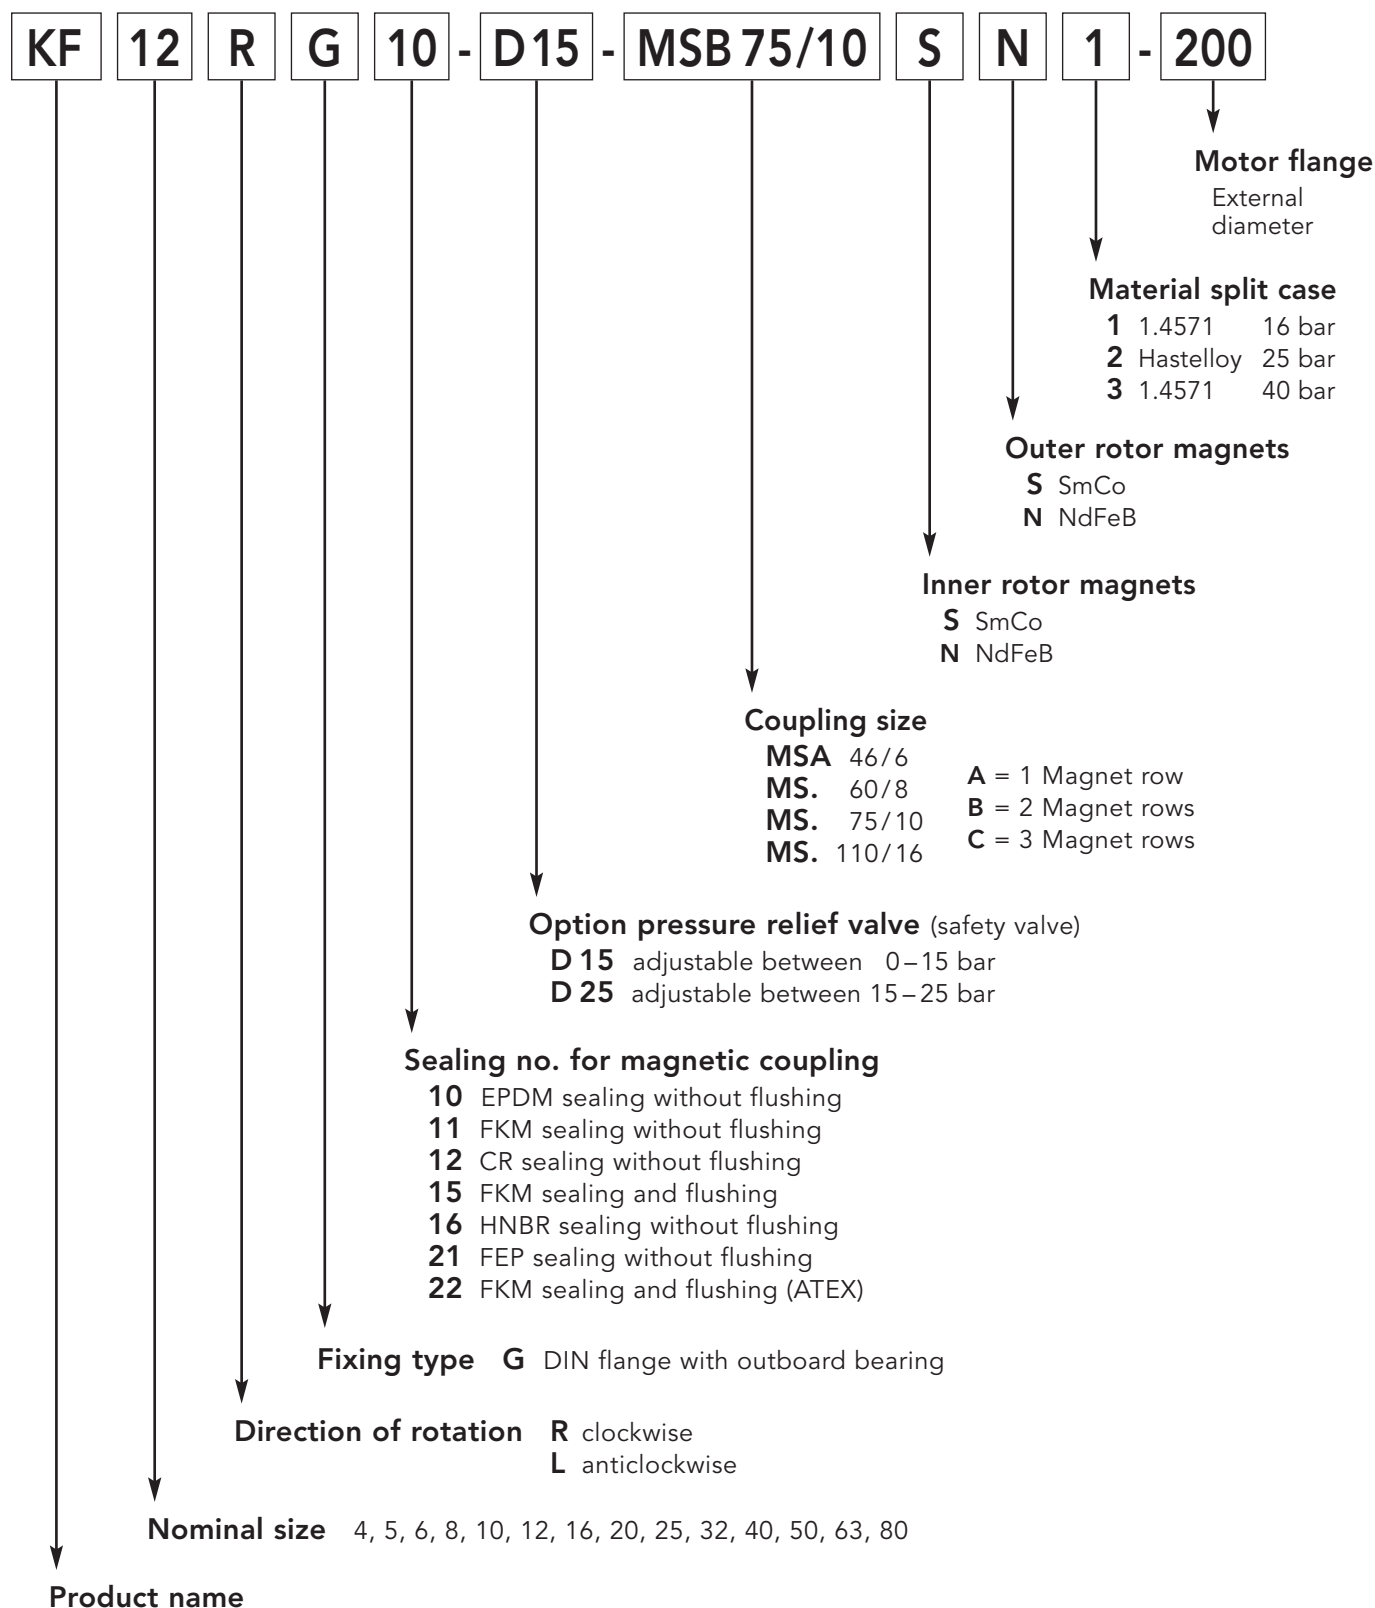 KF 12 R G 10 - D15 - MSB 75/10 S N 1 - 200
Motor flange
External
diameter
Material split case
1 1.4571 16 bar
2 Hastelloy 25 bar
3 1.4571 40 bar
Outer rotor magnets
S SmCo
N NdFeB
Inner rotor magnets
S SmCo
N NdFeB
Coupling size
MSA 46/6
MS. 60/8
MS. 75/10
MS. 110/16
A = 1 Magnet row
B = 2 Magnet rows
C = 3 Magnet rows
Option pressure relief valve (safety valve)
D 15 adjustable between 0–15 bar
D 25 adjustable between 15–25 bar
Sealing no. for magnetic coupling
10 EPDM sealing without flushing
11 FKM sealing without flushing
12 CR sealing without flushing
15 FKM sealing and flushing
16 HNBR sealing without flushing
21 FEP sealing without flushing
22 FKM sealing and flushing (ATEX)
Fixing type G DIN flange with outboard bearing
Direction of rotation R clockwise
L anticlockwise
Nominal size 4, 5, 6, 8, 10, 12, 16, 20, 25, 32, 40, 50, 63, 80
Product name